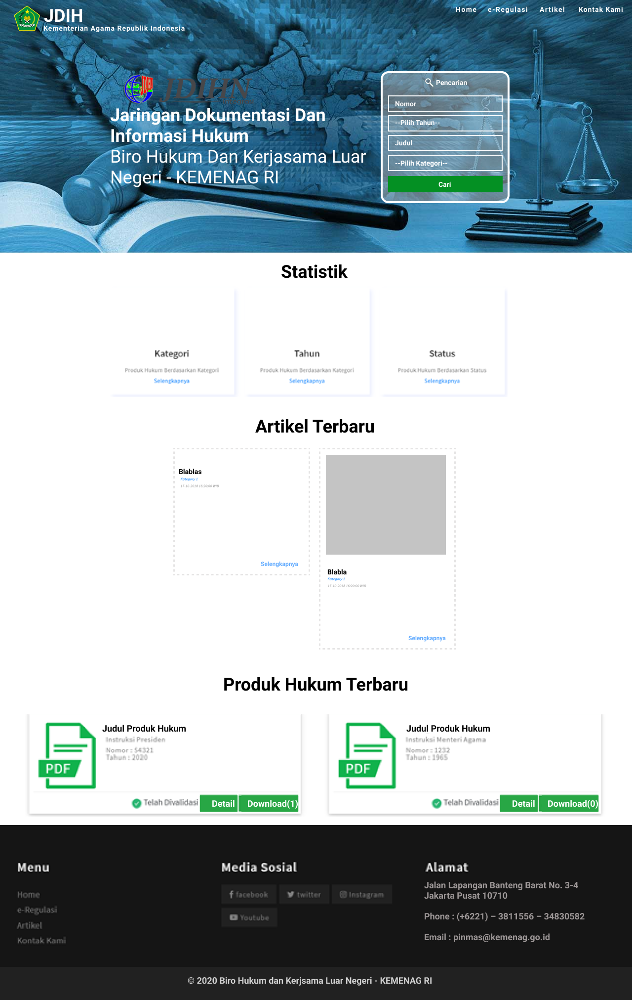 JDIH
Kementerian Agama Republik Indonesia
Home e-Regulasi Artikel Kontak Kami
JDIHN
Jaringan Dokumentasi Dan
Informasi Hukum
Biro Hukum Dan Kerjasama Luar
Negeri - KEMENAG RI
Pencarian
Nomor
--Pilih Tahun--
Judul
--Pilih Kategori--
Cari
Statistik
Kategori
Produk Hukum Berdasarkan Kategori
Selengkapnya
Tahun
Produk Hukum Berdasarkan Kategori
Selengkapnya
Status
Produk Hukum Berdasarkan Status
Selengkapnya
Artikel Terbaru
Blablas
Kategory 1
17-10-2018 16:20:00 WIB
Selengkapnya
Blabla
Kategory 1
17-10-2018 16:20:00 WIB
Selengkapnya
Produk Hukum Terbaru
PDF
Judul Produk Hukum
Instruksi Presiden
Nomor : 54321
Tahun : 2020
Telah Divalidasi Detail Download(1)
PDF
Judul Produk Hukum
Instruksi Menteri Agama
Nomor : 1232
Tahun : 1965
Telah Divalidasi Detail Download(0)
Menu
Home
e-Regulasi
Artikel
Kontak Kami
Media Sosial
facebook twitter Instagram
Youtube
Alamat
Jalan Lapangan Banteng Barat No. 3-4
Jakarta Pusat 10710
Phone : (+6221) – 3811556 – 34830582
Email : pinmas@kemenag.go.id
© 2020 Biro Hukum dan Kerjsama Luar Negeri - KEMENAG RI